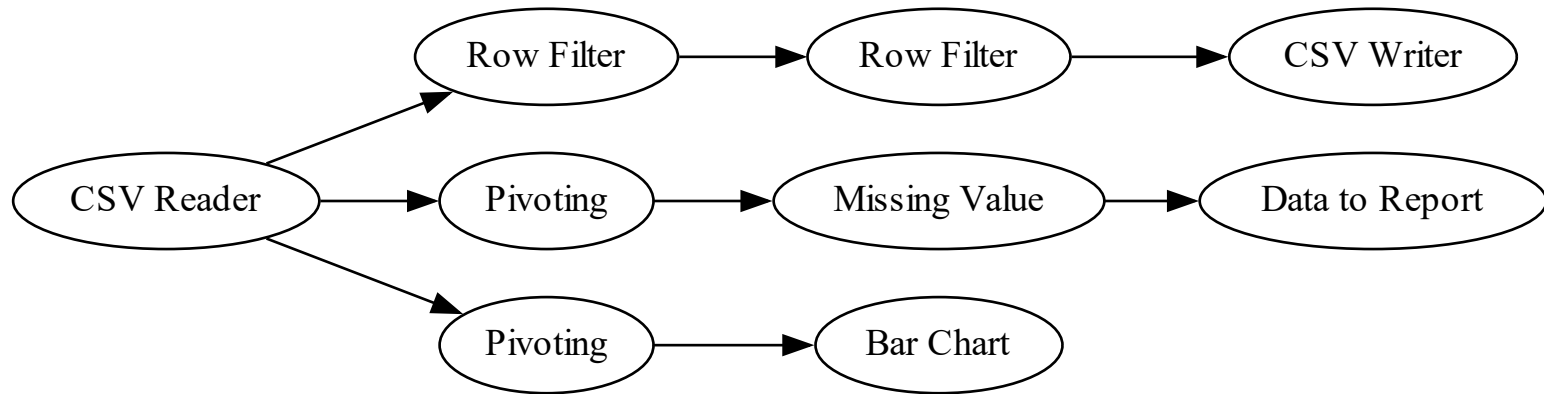 Row Filter
Row Filter
CSV Writer
CSV Reader
Pivoting
Missing Value
Data to Report
Pivoting
Bar Chart